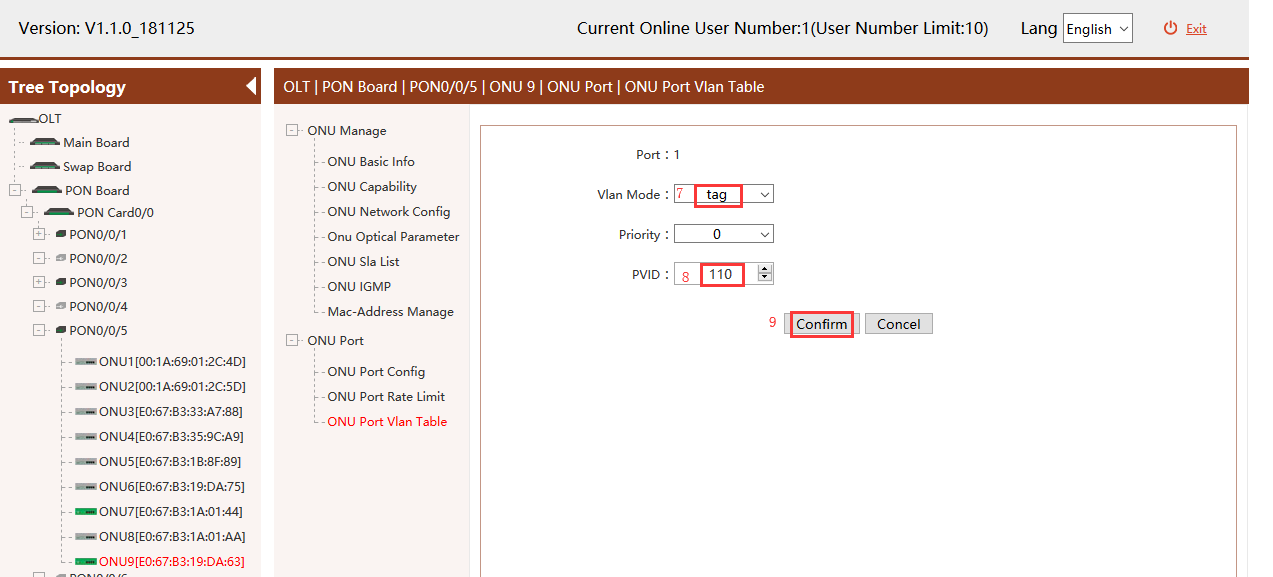 Version: V1.1.0_181125
Current Online User Number:1(User Number Limit:10)
Lang English
Exit
Tree Topology
OLT
Main Board
Swap Board
PON Board
PON Card0/0
PON0/0/1
PON0/0/2
PON0/0/3
PON0/0/4
PON0/0/5
ONU1[00:1A:69:01:2C:4D]
ONU2[00:1A:69:01:2C:5D]
ONU3[E0:67:B3:33:A7:88]
ONU4[E0:67:B3:35:9C:A9]
ONU5[E0:67:B3:1B:8F:89]
ONU6[E0:67:B3:19:DA:75]
ONU7[E0:67:B3:1A:01:44]
ONU8[E0:67:B3:1A:01:AA]
ONU9[E0:67:B3:19:DA:63]
PON0/0/6
OLT | PON Board | PON0/0/5 | ONU 9 | ONU Port | ONU Port Vlan Table
ONU Manage
ONU Basic Info
ONU Capability
ONU Network Config
Onu Optical Parameter
ONU Sla List
ONU IGMP
Mac-Address Manage
ONU Port
ONU Port Config
ONU Port Rate Limit
ONU Port Vlan Table
Port : 1
Vlan Mode : 7 tag
Priority : 0
PVID : 8 110
9 Confirm Concel